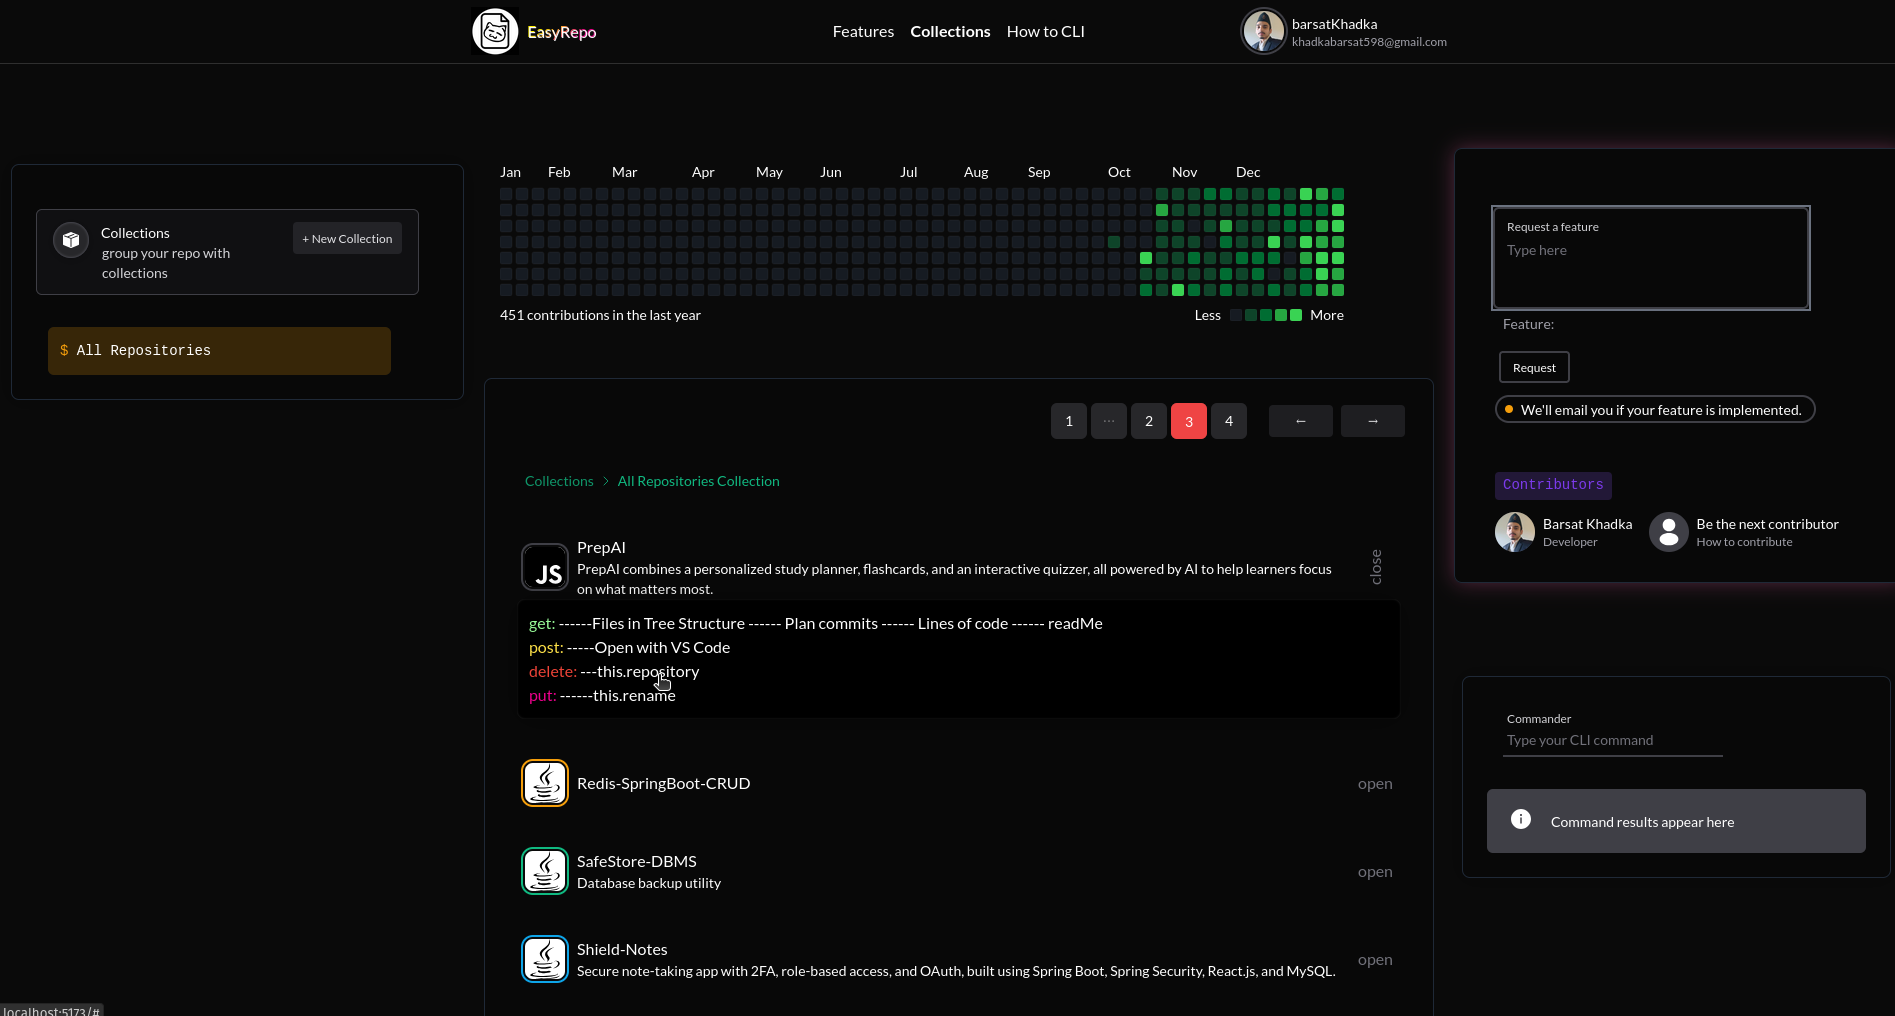 EasyRepo
Features Collections How to CLI
barsatKhadka
khadkabarsat598@gmail.com
Collections
group your repo with
collections
+ New Collection
$ All Repositories
Jan Feb Mar Apr May Jun Jul Aug Sep Oct Nov Dec
451 contributions in the last year
Less More
1 ... 2 3 4 ← →
Collections > All Repositories Collection
JS
PrepAI
PrepAI combines a personalized study planner, flashcards, and an interactive quizzer, all powered by AI to help learners focus
on what matters most.
close
get: ------Files in Tree Structure ------ Plan commits ------ Lines of code ------ readMe
post: -----Open with VS Code
delete: ---this.repository
put: ------this.rename
Redis-SpringBoot-CRUD
open
SafeStore-DBMS
Database backup utility
open
Shield-Notes
Secure note-taking app with 2FA, role-based access, and OAuth, built using Spring Boot, Spring Security, React.js, and MySQL.
open
Request a feature
Type here
Feature:
Request
We'll email you if your feature is implemented.
Contributors
Barsat Khadka
Developer
Be the next contributor
How to contribute
Commander
Type your CLI command
Command results appear here
localhost:5173/#